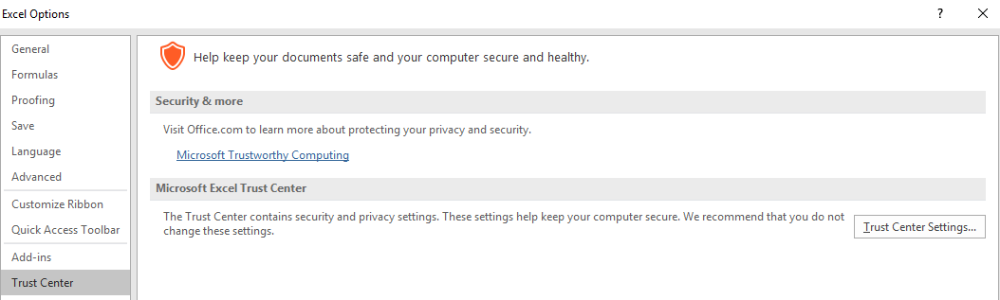 Excel Options
?
General
Formulas
Proofing
Save
Language
Advanced
Customize Ribbon
Quick Access Toolbar
Add-ins
Trust Center
Help keep your documents safe and your computer secure and healthy.
Security & more
Visit Office.com to learn more about protecting your privacy and security.
Microsoft Trustworthy Computing
Microsoft Excel Trust Center
The Trust Center contains security and privacy settings. These settings help keep your computer secure. We recommend that you do not
change these settings.
Trust Center Settings...